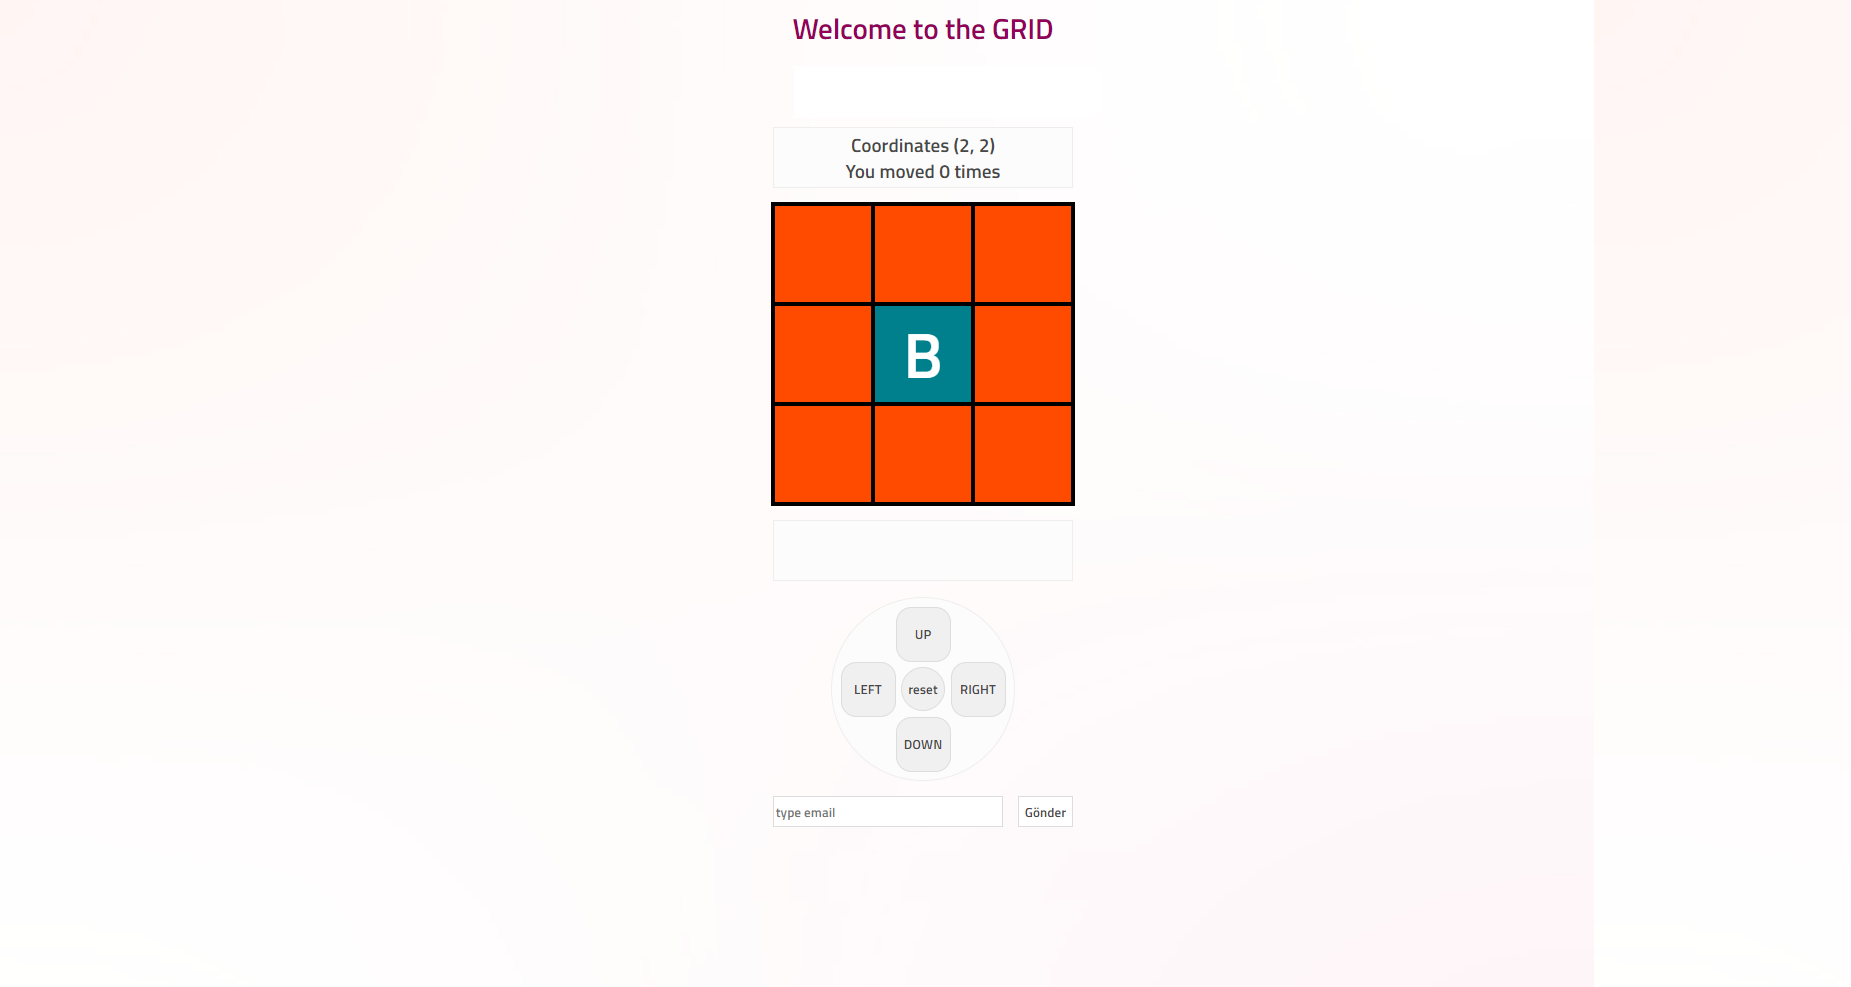 Welcome to the GRID
Coordinates (2, 2)
You moved 0 times
B
UP
LEFT
reset
RIGHT
DOWN
type email
Gönder